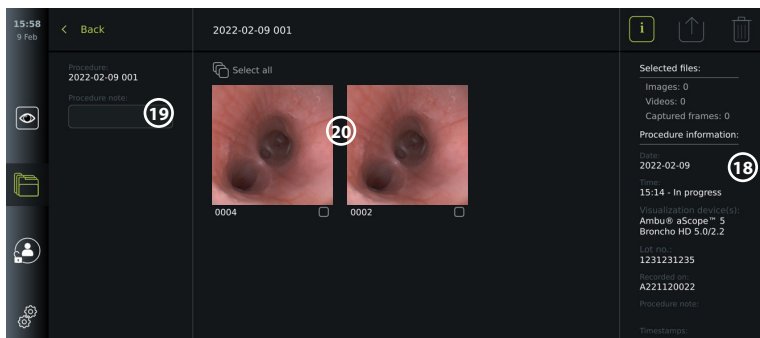 15:58
9 Feb
Back
2022-02-09 001
i
Procedure:
2022-02-09 001
Procedure note:
19
Select all
20
0004
0002
Selected files:
Images: 0
Videos: 0
Captured frames: 0
Procedure information:
Date:
2022-02-09
18
Time:
15:14 - In progress
Visualization device(s):
Ambu® aScope™ 5
Broncho HD 5.0/2.2
Lot no.:
1231231235
Recorded on:
A221120022
Procedure note:
Timestamps: